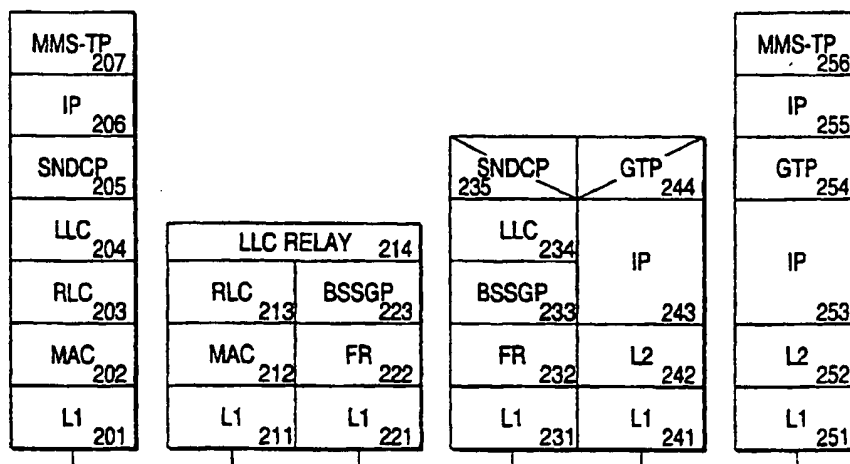 MMS-TP
207
IP
206
SNDCP
205
LLC
204
RLC
203
MAC
202
L1
201
LLC RELAY 214
RLC
213
BSSGP
223
MAC
212
FR
222
L1
211
L1
221
SNDCP
235
GTP
244
LLC
234
IP
243
BSSGP
233
FR
232
L2
242
L1
231
L1
241
MMS-TP
256
IP
255
GTP
254
IP
253
L2
252
L1
251